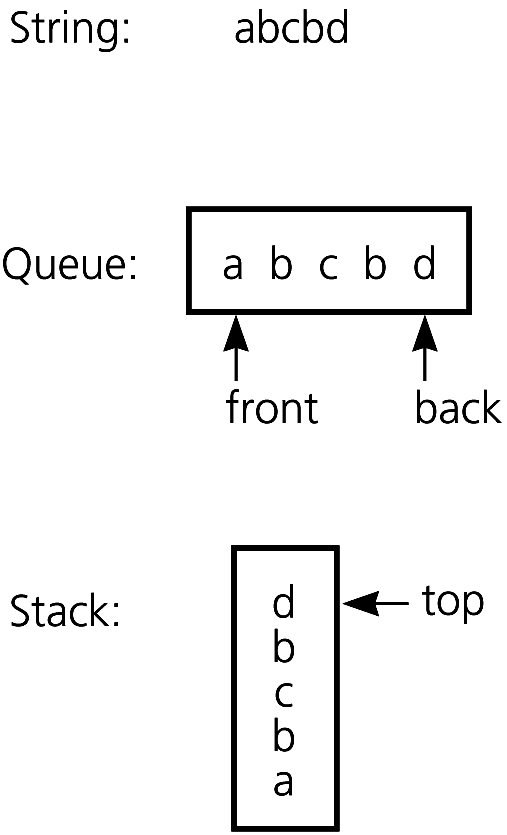 String: abcbd
Queue: a b c b d
front back
Stack: d top
b
c
b
a